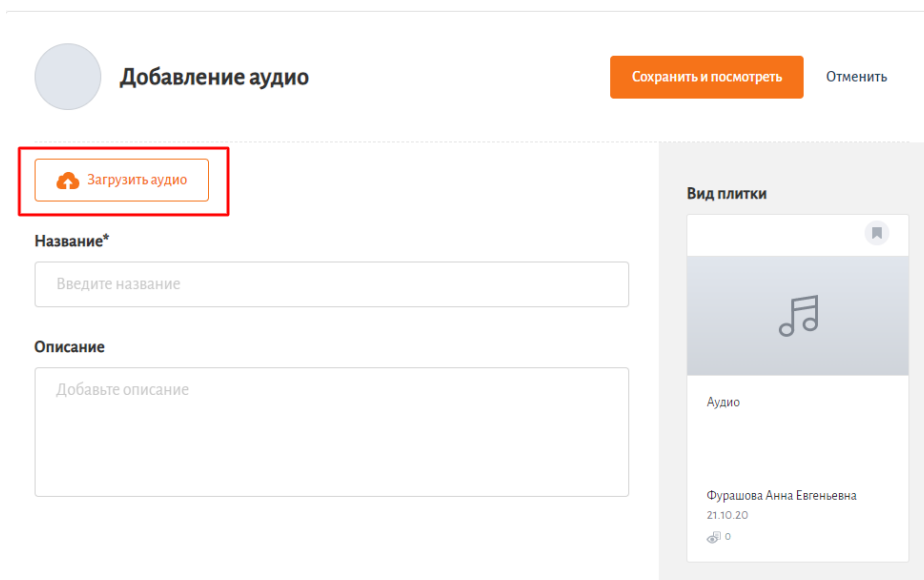 Добавление аудио
Сохранить и посмотреть
Отменить
Загрузить аудио
Название*
Введите название
Описание
Добавьте описание
Вид плитки
Аудио
Фурашова Анна Евгеньевна
21.10.20
0